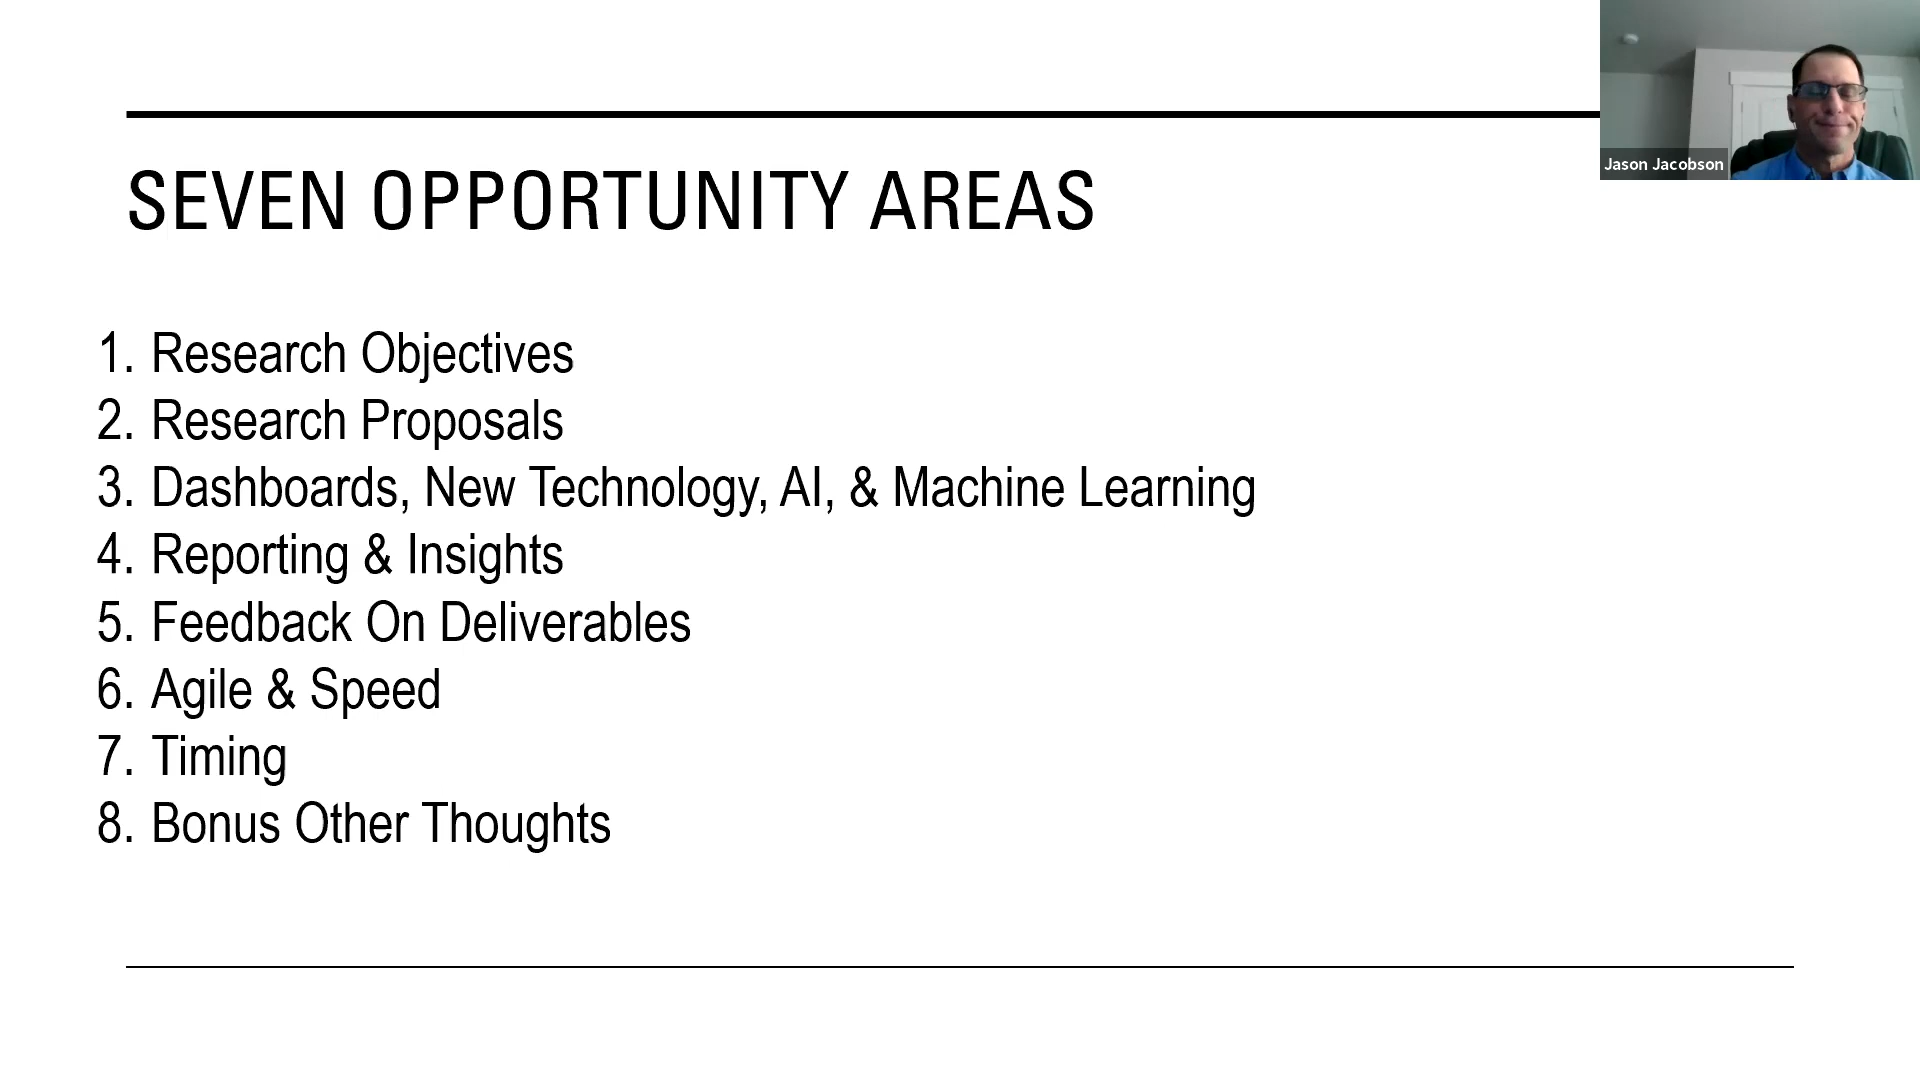 SEVEN OPPORTUNITY AREAS
1. Research Objectives
2. Research Proposals
3. Dashboards, New Technology, AI, & Machine Learning
4. Reporting & Insights
5. Feedback On Deliverables
6. Agile & Speed
7. Timing
8. Bonus Other Thoughts
Jason Jacobson